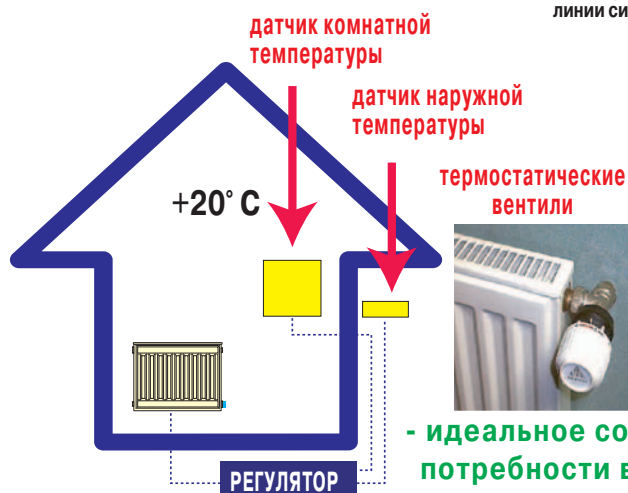 линии си
датчик комнатной
температуры
датчик наружной
температуры
термостатические
вентили
+20° С
- идеальное со
потребности в
РЕГУЛЯТОР